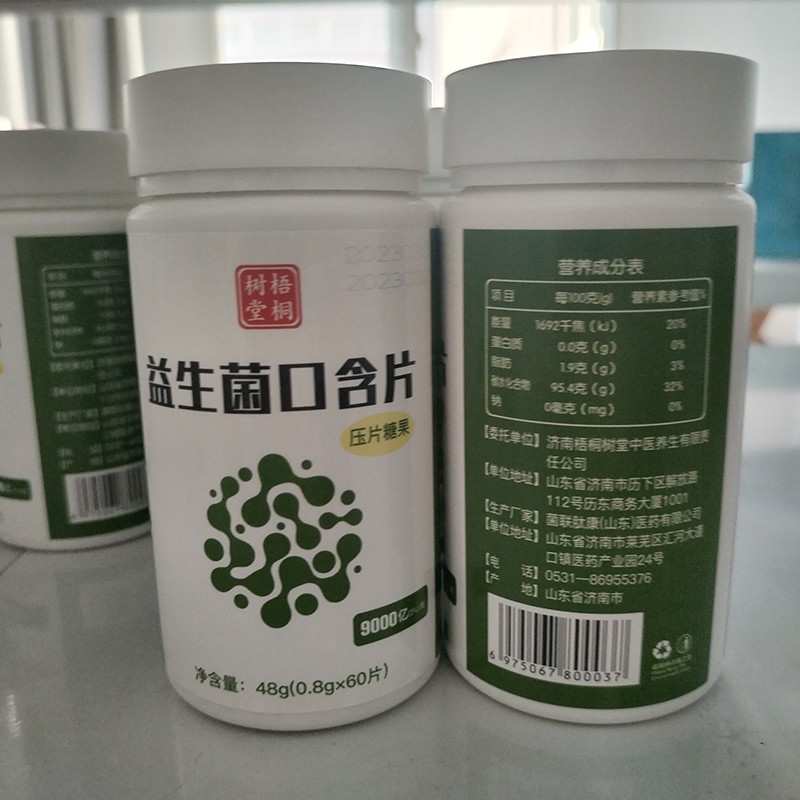 梧桐
树堂
益生菌口含片
压片糖果
9000亿
净含量：48g(0.8g×60片)
营养成分表
项目 每100克(g) 营养素参考值%
能量 1692千焦（kJ） 20%
蛋白质 0.0克（g） 0%
脂肪 1.9克（g） 3%
碳水化合物 95.4克（g） 32%
钠 0毫克（mg） 0%
【委托单位】济南梧桐树堂中医养生有限责
任公司
【单位地址】山东省济南市历下区解放路
112号历东商务大厦1001
【生产厂家】菌联肽康(山东)医药有限公司
【单位地址】山东省济南市莱芜区汇河大道
口镇医药产业园24号
【电 话】0531—86955376
【产 地】山东省济南市
6 975067 800037